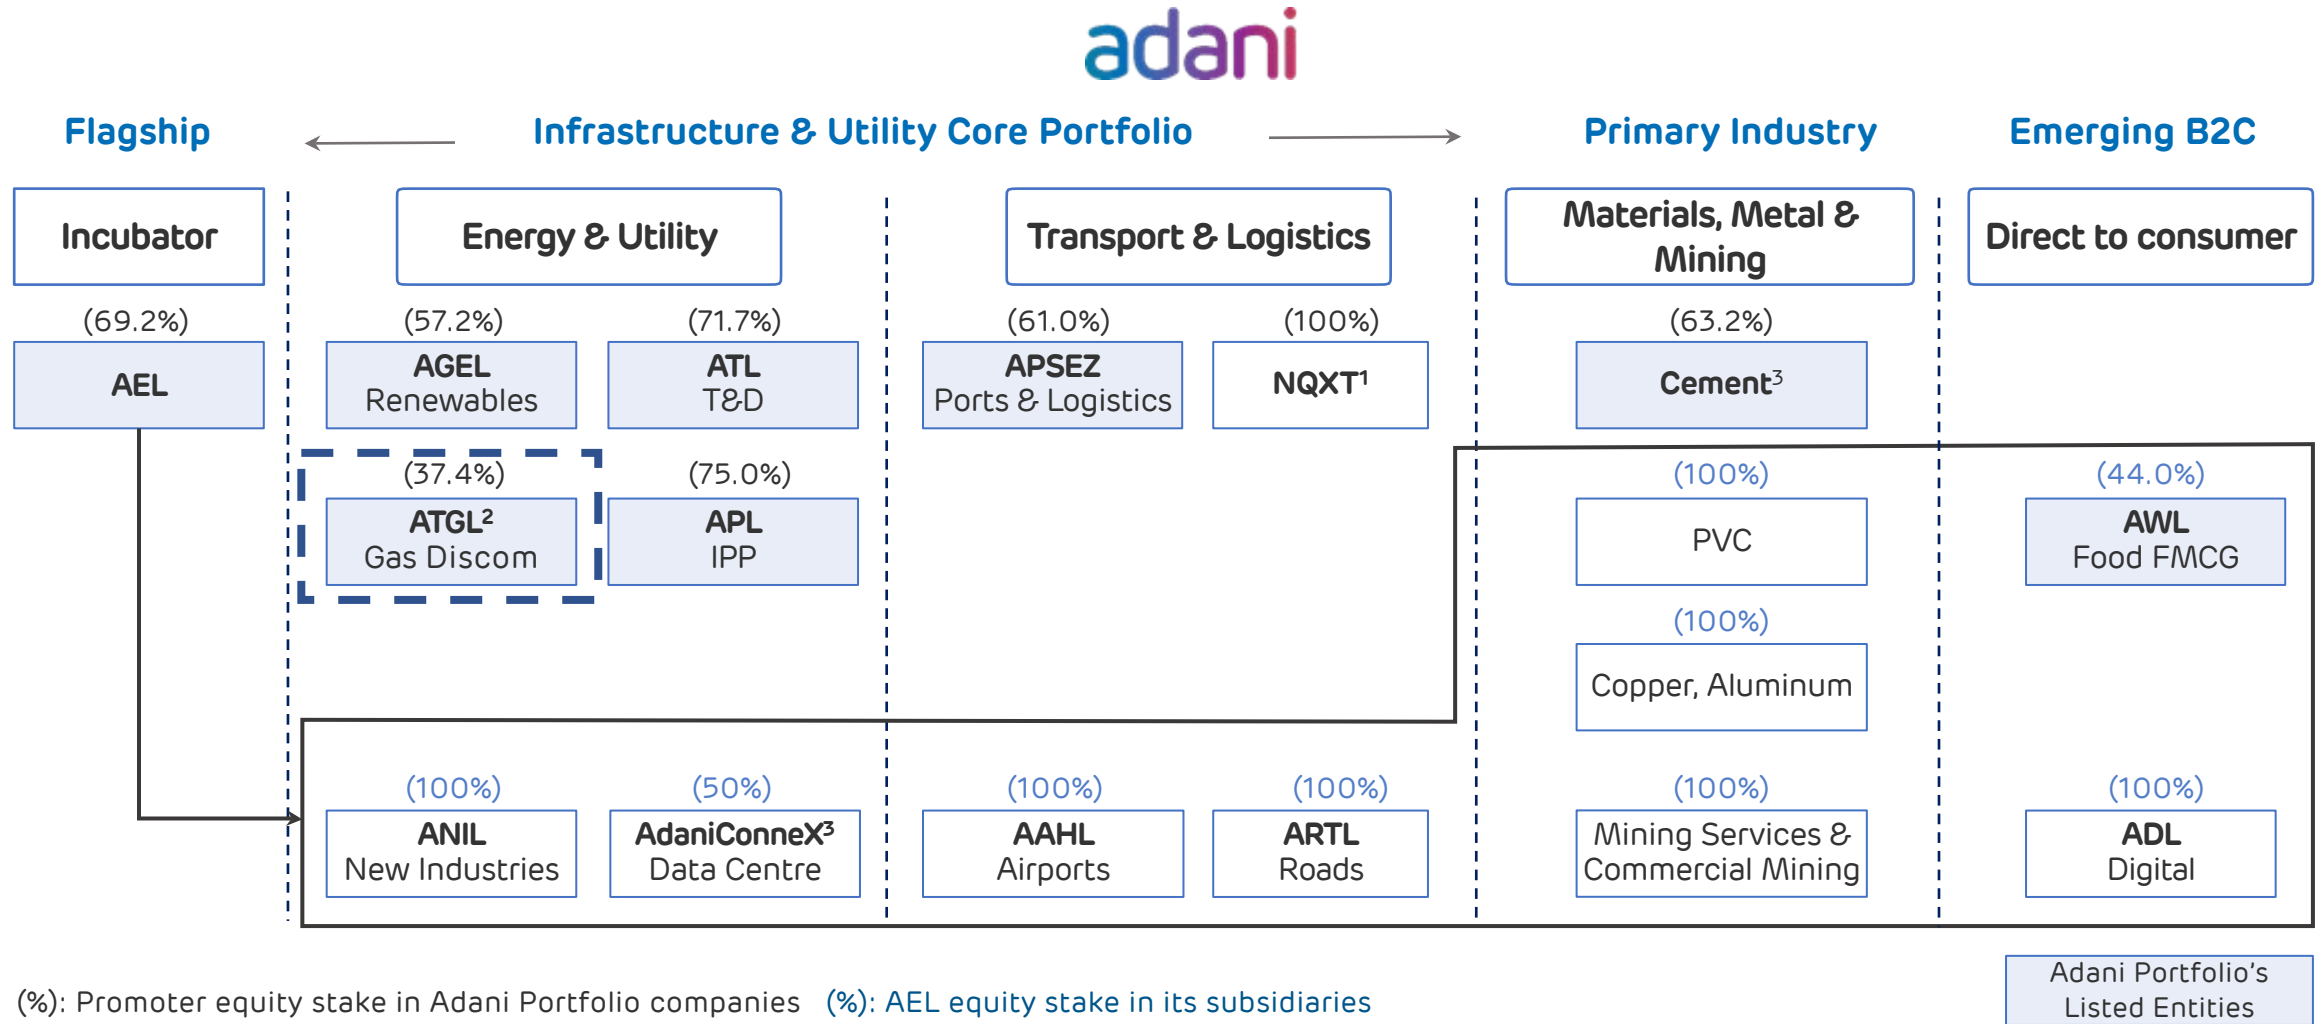 adani
Flagship
Infrastructure & Utility Core Portfolio
Primary Industry
Emerging B2C
Incubator
Energy & Utility
Transport & Logistics
Materials, Metal &
Mining
Direct to consumer
(69.2%)
(57.2%)
(71.7%)
(61.0%)
(100%)
(63.2%)
AEL
AGEL
Renewables
ATL
T&D
APSEZ
Ports & Logistics
NQXT¹
Cement³
(37.4%)
(75.0%)
(100%)
(44.0%)
ATGL²
Gas Discom
APL
IPP
PVC
AWL
Food FMCG
(100%)
Copper, Aluminum
(100%)
(50%)
(100%)
(100%)
(100%)
(100%)
ANIL
New Industries
AdaniConneX³
Data Centre
AAHL
Airports
ARTL
Roads
Mining Services &
Commercial Mining
ADL
Digital
(%): Promoter equity stake in Adani Portfolio companies
(%): AEL equity stake in its subsidiaries
Adani Portfolio's
Listed Entities